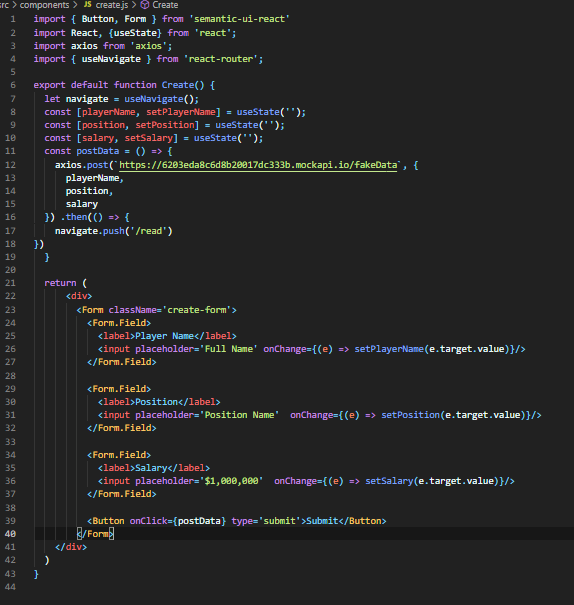 src > components > JS create.js > Create
1 import { Button, Form } from 'semantic-ui-react'
2 import React, {useState} from 'react';
3 import axios from 'axios';
4 import { useNavigate } from 'react-router';
5
6 export default function Create() {
7 let navigate = useNavigate();
8 const [playerName, setPlayerName] = useState('');
9 const [position, setPosition] = useState('');
10 const [salary, setSalary] = useState('');
11 const postData = () => {
12 axios.post(`https://6203eda8c6d8b20017dc333b.mockapi.io/fakeData`, {
13 playerName,
14 position,
15 salary
16 }) .then(() => {
17 navigate.push('/read')
18 })
19 }
20
21 return (
22 <div>
23 <Form className='create-form'>
24 <Form.Field>
25 <label>Player Name</label>
26 <input placeholder='Full Name' onChange={(e) => setPlayerName(e.target.value)}/>
27 </Form.Field>
28
29 <Form.Field>
30 <label>Position</label>
31 <input placeholder='Position Name'  onChange={(e) => setPosition(e.target.value)}/>
32 </Form.Field>
33
34 <Form.Field>
35 <label>Salary</label>
36 <input placeholder='$1,000,000'  onChange={(e) => setSalary(e.target.value)}/>
37 </Form.Field>
38
39 <Button onClick={postData} type='submit'>Submit</Button>
40 </Form>
41 </div>
42 )
43 }
44